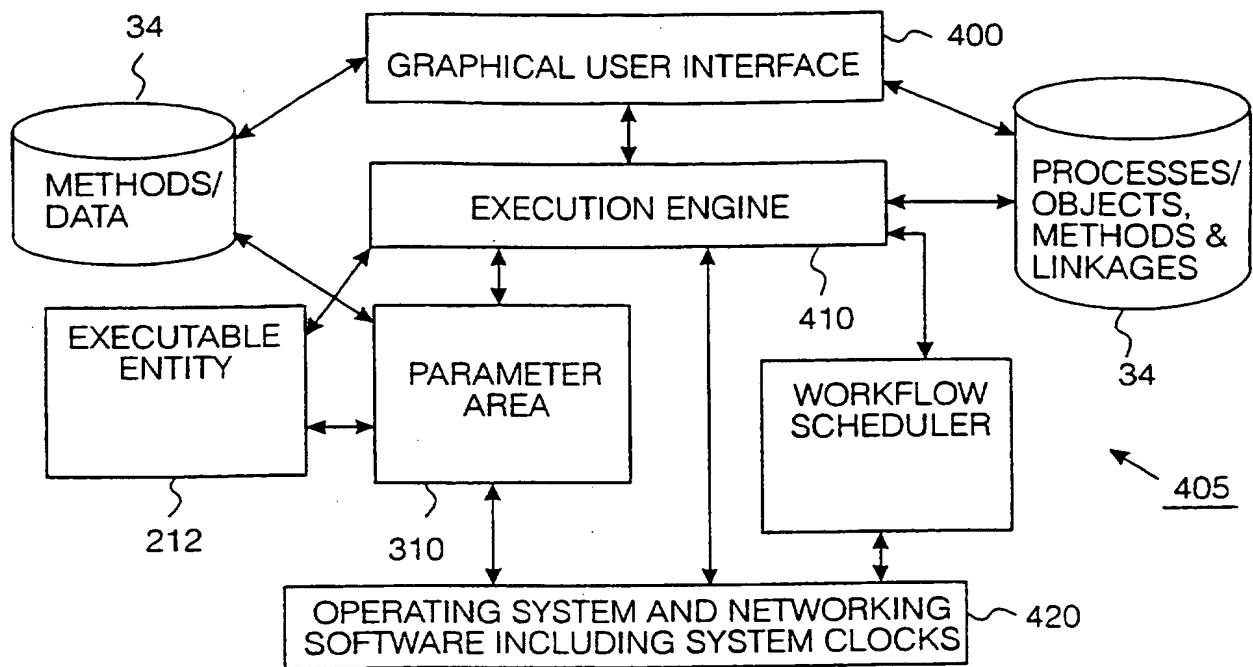 34
400
GRAPHICAL USER INTERFACE
METHODS/
DATA
EXECUTION ENGINE
PROCESSES/
OBJECTS,
METHODS &
LINKAGES
410
34
EXECUTABLE
ENTITY
PARAMETER
AREA
WORKFLOW
SCHEDULER
405
212
310
OPERATING SYSTEM AND NETWORKING
SOFTWARE INCLUDING SYSTEM CLOCKS
420